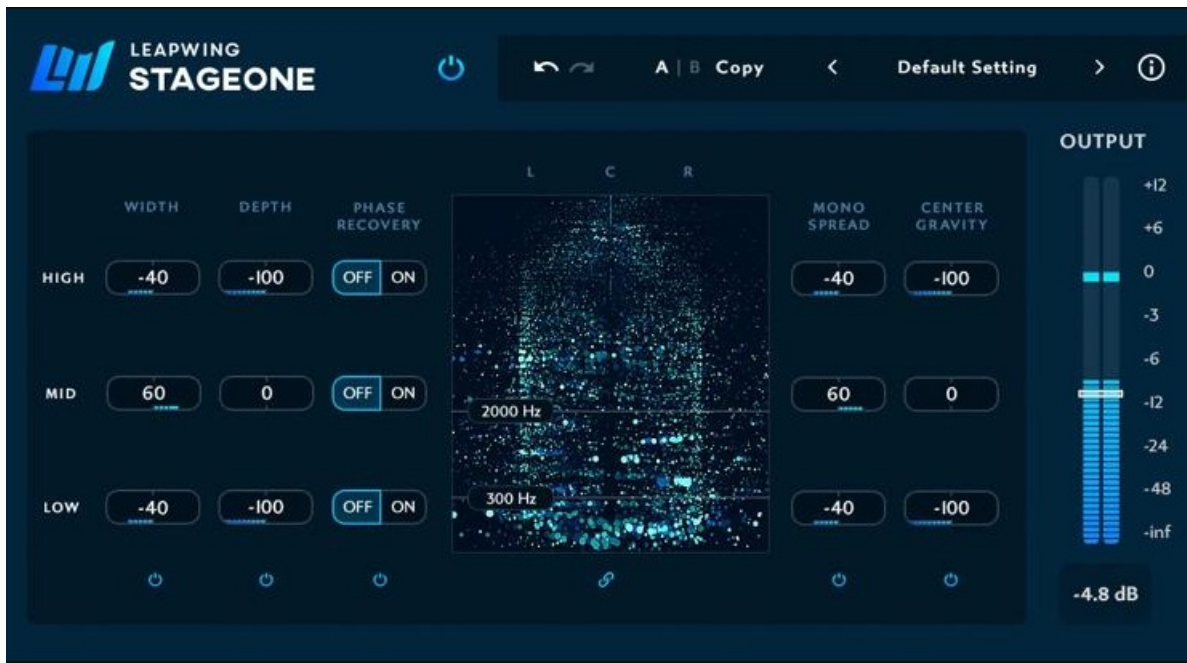 LEAPWING
STAGEONE
A | B Copy
< Default Setting >
OUTPUT
L C R
WIDTH DEPTH PHASE RECOVERY MONO SPREAD CENTER GRAVITY
HIGH -40 -100 OFF ON -40 -100
MID 60 0 OFF ON 60 0
2000 Hz
LOW -40 -100 OFF ON -40 -100
300 Hz
+12
+6
0
-3
-6
-12
-24
-48
-inf
-4.8 dB